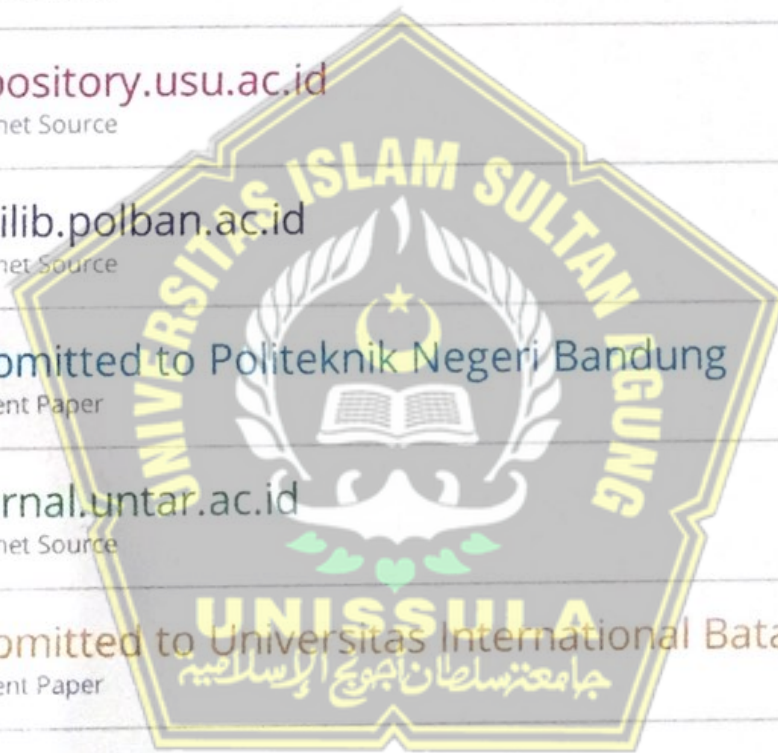 pository.usu.ac.id
net Source
ilib.polban.ac.id
net Source
omitted to Politeknik Negeri Bandung
ent Paper
rnal.untar.ac.id
net Source
omitted to Universitas International Bata
ent Paper
UNIVERSITAS ISLAM SULTAN AGUNG
UNISSULA
جامعة سلطان أجونج الإسلامية